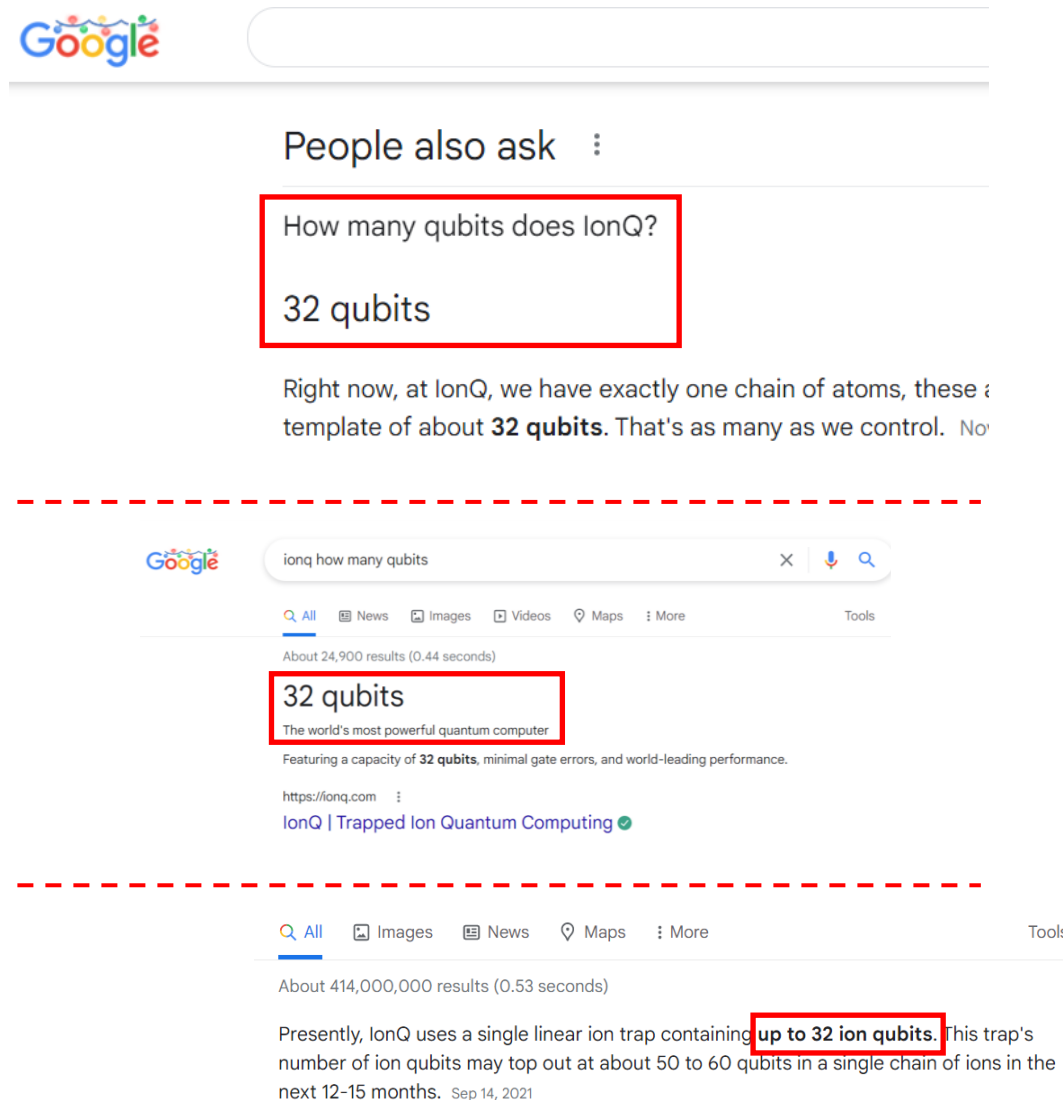 Google
People also ask
How many qubits does IonQ?
32 qubits
Right now, at IonQ, we have exactly one chain of atoms, these
template of about 32 qubits. That's as many as we control.
Google
ionq how many qubits
All News Images Videos Maps More Tools
About 24,900 results (0.44 seconds)
32 qubits
The world's most powerful quantum computer
Featuring a capacity of 32 qubits, minimal gate errors, and world-leading performance.
https://ionq.com
IonQ | Trapped Ion Quantum Computing
All Images News Maps More Tools
About 414,000,000 results (0.53 seconds)
Presently, IonQ uses a single linear ion trap containing up to 32 ion qubits. This trap's
number of ion qubits may top out at about 50 to 60 qubits in a single chain of ions in the
next 12-15 months. Sep 14, 2021